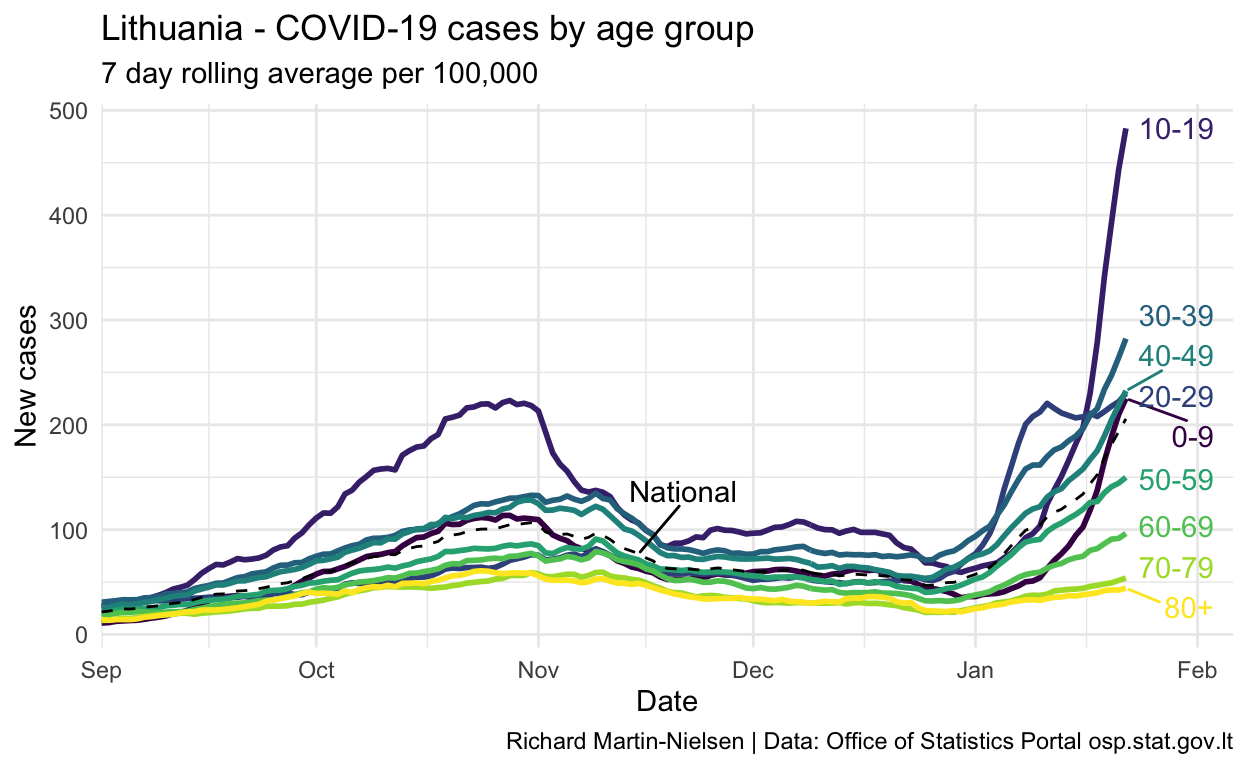 Lithuania - COVID-19 cases by age group
7 day rolling average per 100,000
500
400
300
200
100
0
New cases
10-19
30-39
40-49
20-29
0-9
National
50-59
60-69
70-79
80+
Sep
Oct
Nov
Dec
Jan
Feb
Date
Richard Martin-Nielsen | Data: Office of Statistics Portal osp.stat.gov.lt